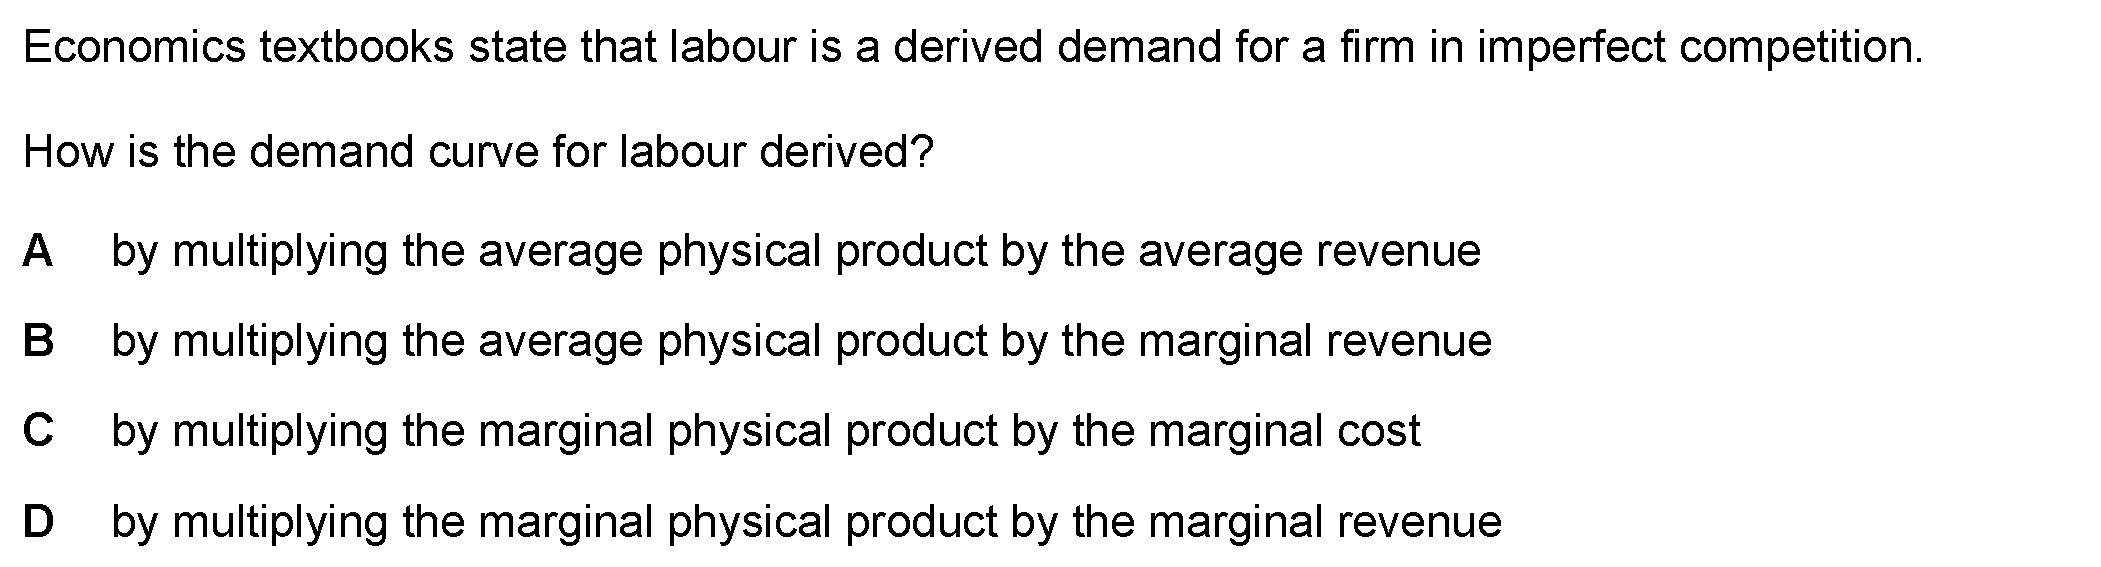 Economics textbooks state that labour is a derived demand for a firm in imperfect competition.
How is the demand curve for labour derived?
A by multiplying the average physical product by the average revenue
B by multiplying the average physical product by the marginal revenue
C by multiplying the marginal physical product by the marginal cost
D by multiplying the marginal physical product by the marginal revenue